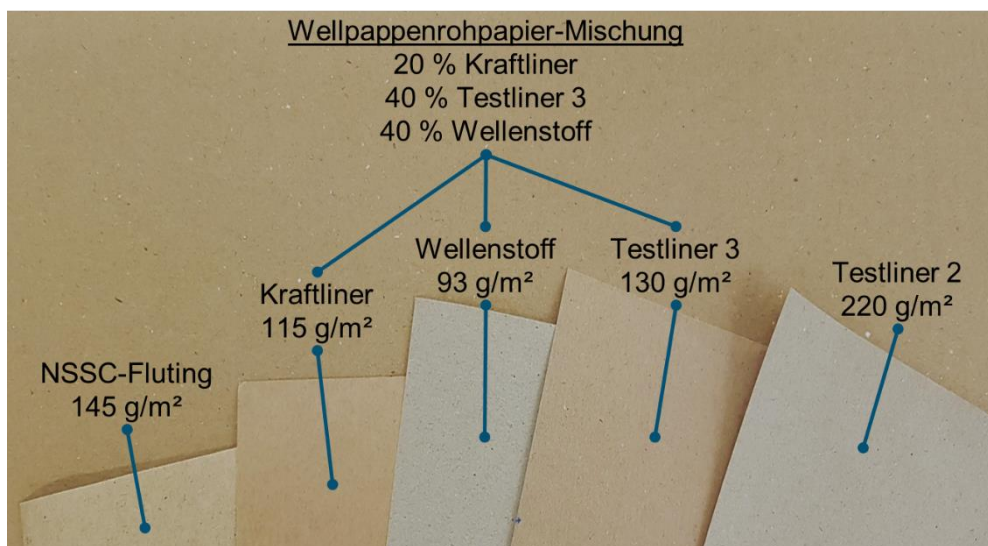 Wellpappenrohpapier-Mischung
20 % Kraftliner
40 % Testliner 3
40 % Wellenstoff
NSSC-Fluting
145 g/m²
Kraftliner
115 g/m²
Wellenstoff
93 g/m²
Testliner 3
130 g/m²
Testliner 2
220 g/m²